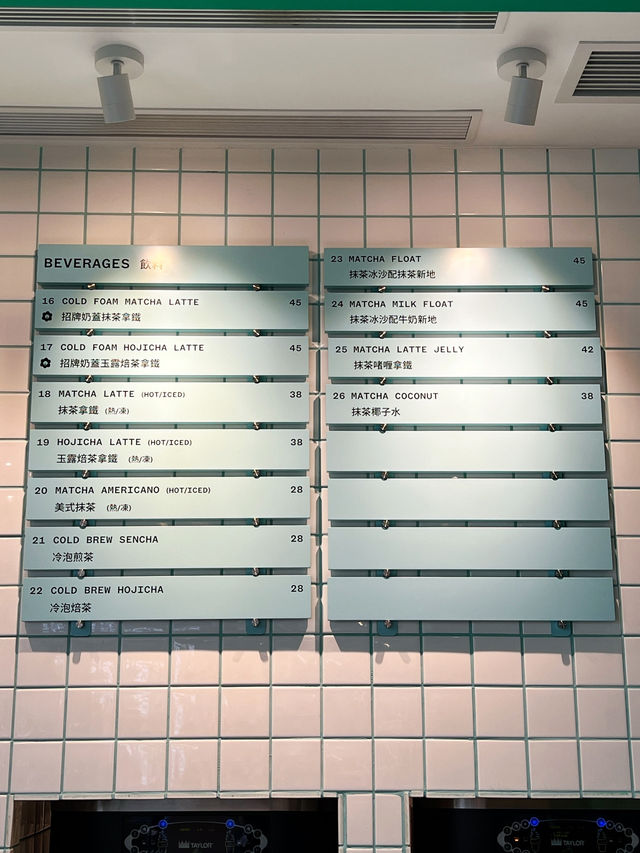 BEVERAGES 飲料
16 COLD FOAM MATCHA LATTE 45
招牌奶蓋抹茶拿鐵
17 COLD FOAM HOJICHA LATTE 45
招牌奶蓋玉露焙茶拿鐵
18 MATCHA LATTE (HOT/ICED) 38
抹茶拿鐵 (熱/凍)
19 HOJICHA LATTE (HOT/ICED) 38
玉露焙茶拿鐵 (熱/凍)
20 MATCHA AMERICANO (HOT/ICED) 28
美式抹茶 (熱/凍)
21 COLD BREW SENCHA 28
冷泡煎茶
22 COLD BREW HOJICHA 28
冷泡焙茶
23 MATCHA FLOAT 45
抹茶冰沙配抹茶新地
24 MATCHA MILK FLOAT 45
抹茶冰沙配牛奶新地
25 MATCHA LATTE JELLY 42
抹茶啫喱拿鐵
26 MATCHA COCONUT 38
抹茶椰子水
TAYLOR
TAYLOR